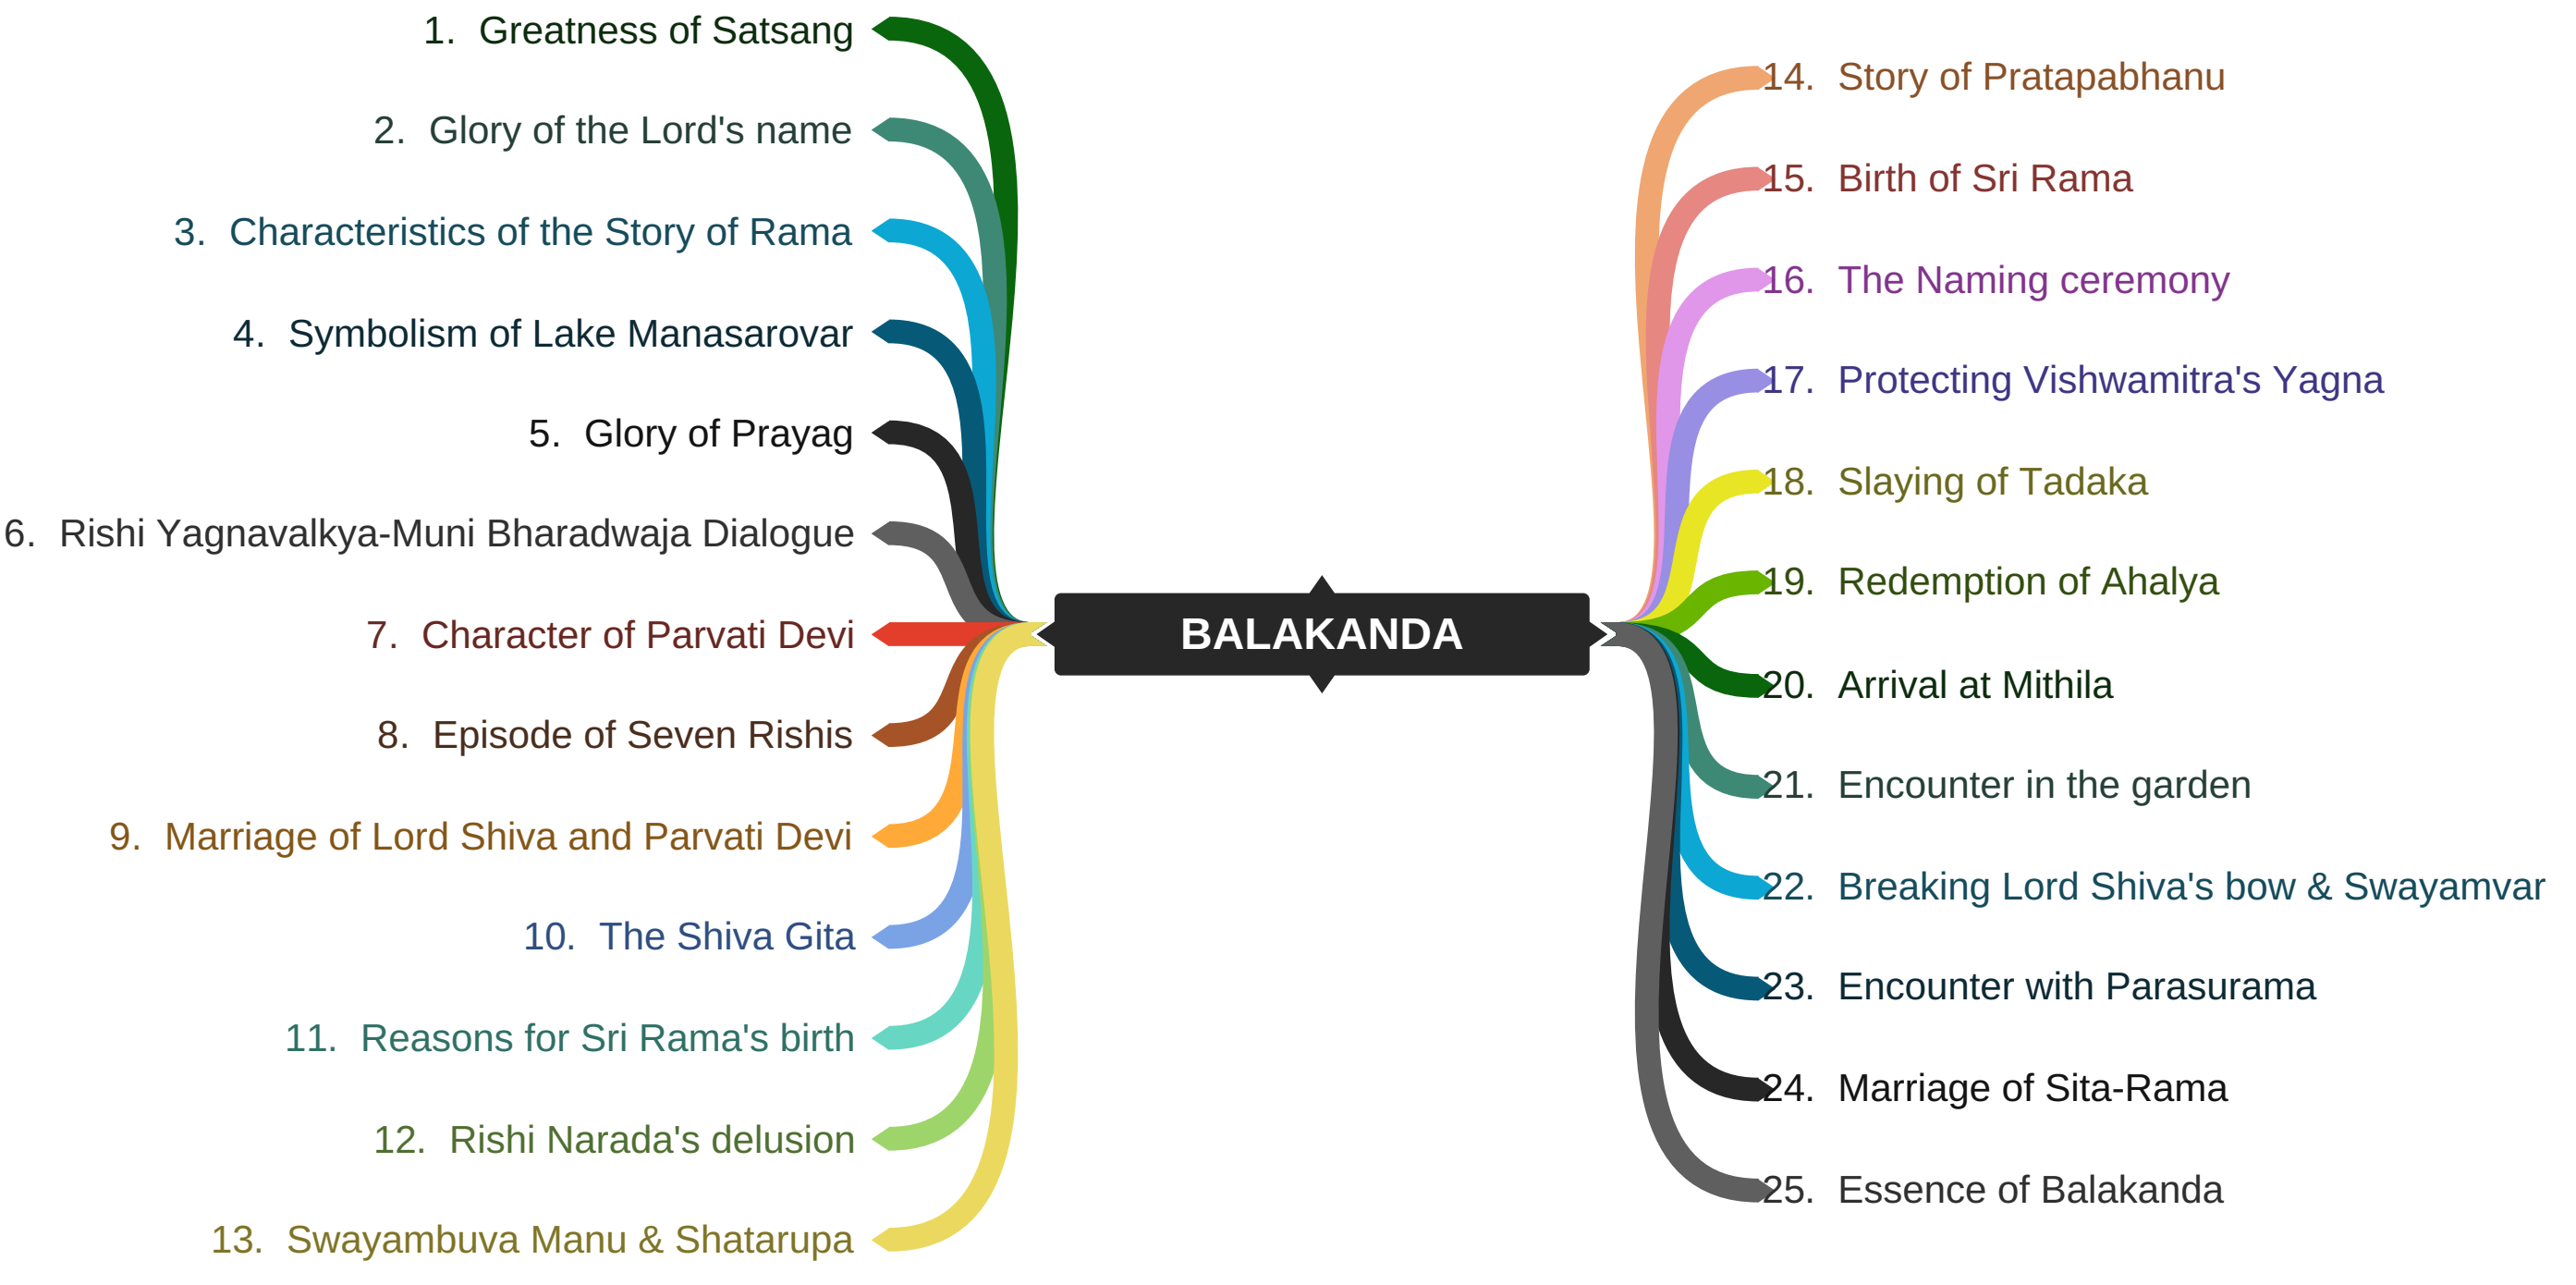 1. Greatness of Satsang
2. Glory of the Lord's name
3. Characteristics of the Story of Rama
4. Symbolism of Lake Manasarovar
5. Glory of Prayag
6. Rishi Yagnavalkya-Muni Bharadwaja Dialogue
7. Character of Parvati Devi
8. Episode of Seven Rishis
9. Marriage of Lord Shiva and Parvati Devi
10. The Shiva Gita
11. Reasons for Sri Rama's birth
12. Rishi Narada's delusion
13. Swayambuva Manu & Shatarupa
BALAKANDA
14. Story of Pratapabhanu
15. Birth of Sri Rama
16. The Naming ceremony
17. Protecting Vishwamitra's Yagna
18. Slaying of Tadaka
19. Redemption of Ahalya
20. Arrival at Mithila
21. Encounter in the garden
22. Breaking Lord Shiva's bow & Swayamvar
23. Encounter with Parasurama
24. Marriage of Sita-Rama
25. Essence of Balakanda